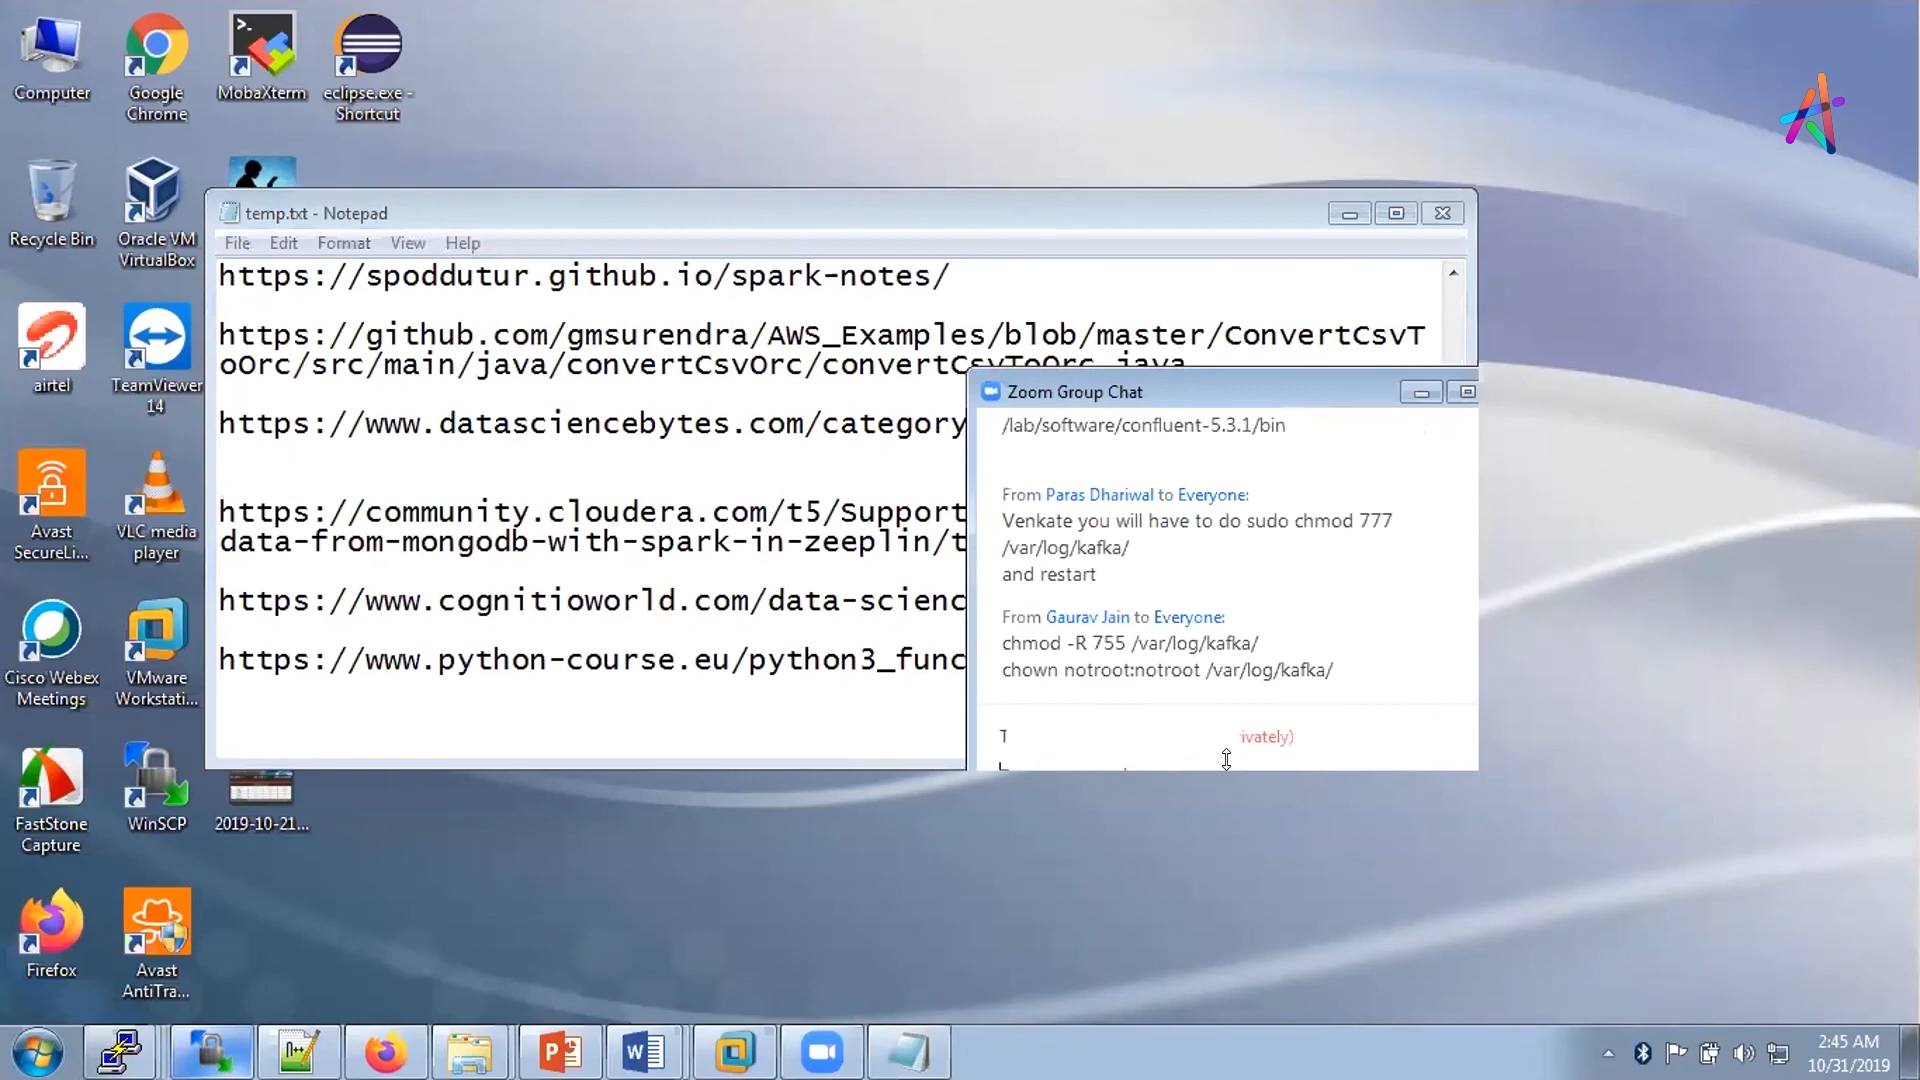 Computer
Google
Chrome
MobaXterm
eclipse.exe -
Shortcut
Recycle Bin
Oracle VM
VirtualBox
airtel
TeamViewer
14
Avast
SecureLi...
VLC media
player
Cisco Webex
Meetings
VMware
Workstati...
FastStone
Capture
WinSCP
2019-10-21...
Firefox
Avast
AntiTra...
temp.txt - Notepad
File Edit Format View Help
https://spoddutur.github.io/spark-notes/
https://github.com/gmsurendra/AWS_Examples/blob/master/ConvertCsvT
oOrc/src/main/java/convertCsvOrc/convertCsvToOrc.java
https://www.datasciencebytes.com/category
https://community.cloudera.com/t5/Support
data-from-mongodb-with-spark-in-zeeplin/t
https://www.cognitioworld.com/data-scienc
https://www.python-course.eu/python3_func
Zoom Group Chat
/lab/software/confluent-5.3.1/bin
From Paras Dhariwal to Everyone:
Venkate you will have to do sudo chmod 777
/var/log/kafka/
and restart
From Gaurav Jain to Everyone:
chmod -R 755 /var/log/kafka/
chown notroot:notroot /var/log/kafka/
T ivately)
2:45 AM
10/31/2019